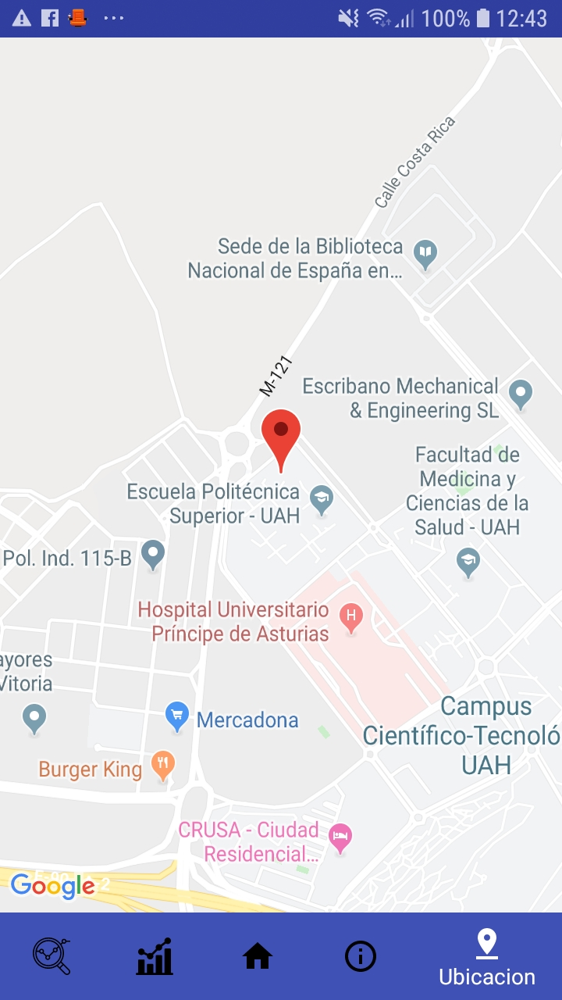 100% 12:43
Calle Costa Rica
Sede de la Biblioteca
Nacional de España en...
M-121
Escribano Mechanical
& Engineering SL
Facultad de
Medicina y
Ciencias de la
Salud - UAH
Escuela Politécnica
Superior - UAH
Pol. Ind. 115-B
Hospital Universitario
Príncipe de Asturias
H
ayores
Vitoria
Mercadona
Campus
Científico-Tecnoló
UAH
Burger King
CRUSA - Ciudad
Residencial...
Google
Ubicacion